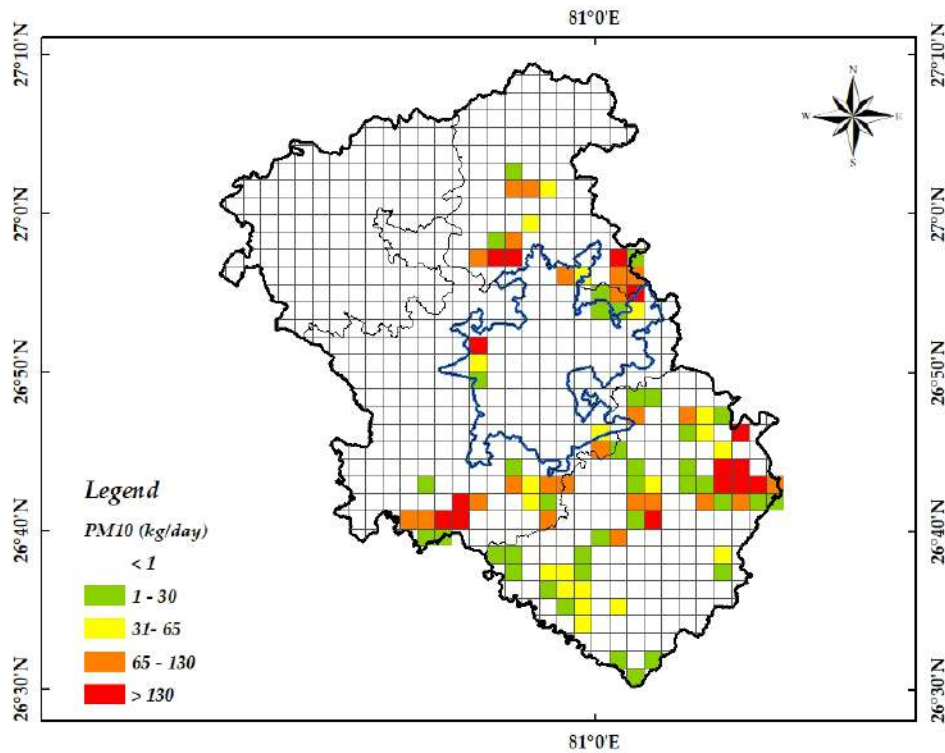 81°0'E
27°10'N
27°10'N
N
W
E
S
27°0'N
27°0'N
26°50'N
26°50'N
Legend
PM10 (kg/day)
< 1
1 - 30
31- 65
65 - 130
> 130
26°40'N
26°40'N
26°30'N
26°30'N
81°0'E